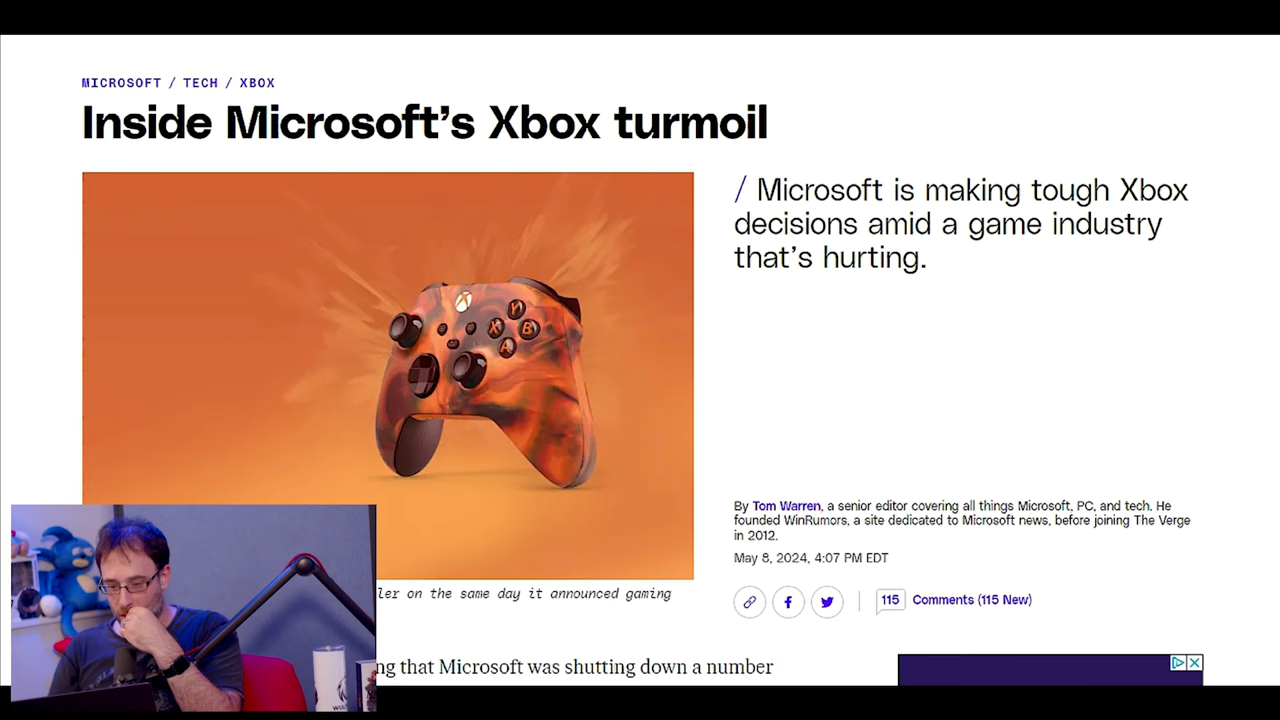 MICROSOFT / TECH / XBOX
Inside Microsoft's Xbox turmoil
/ Microsoft is making tough Xbox
decisions amid a game industry
that's hurting.
Y
X B
A
By Tom Warren, a senior editor covering all things Microsoft, PC, and tech. He
founded WinRumors, a site dedicated to Microsoft news, before joining The Verge
in 2012.
May 8, 2024, 4:07 PM EDT
ler on the same day it announced gaming
115 Comments (115 New)
ng that Microsoft was shutting down a number